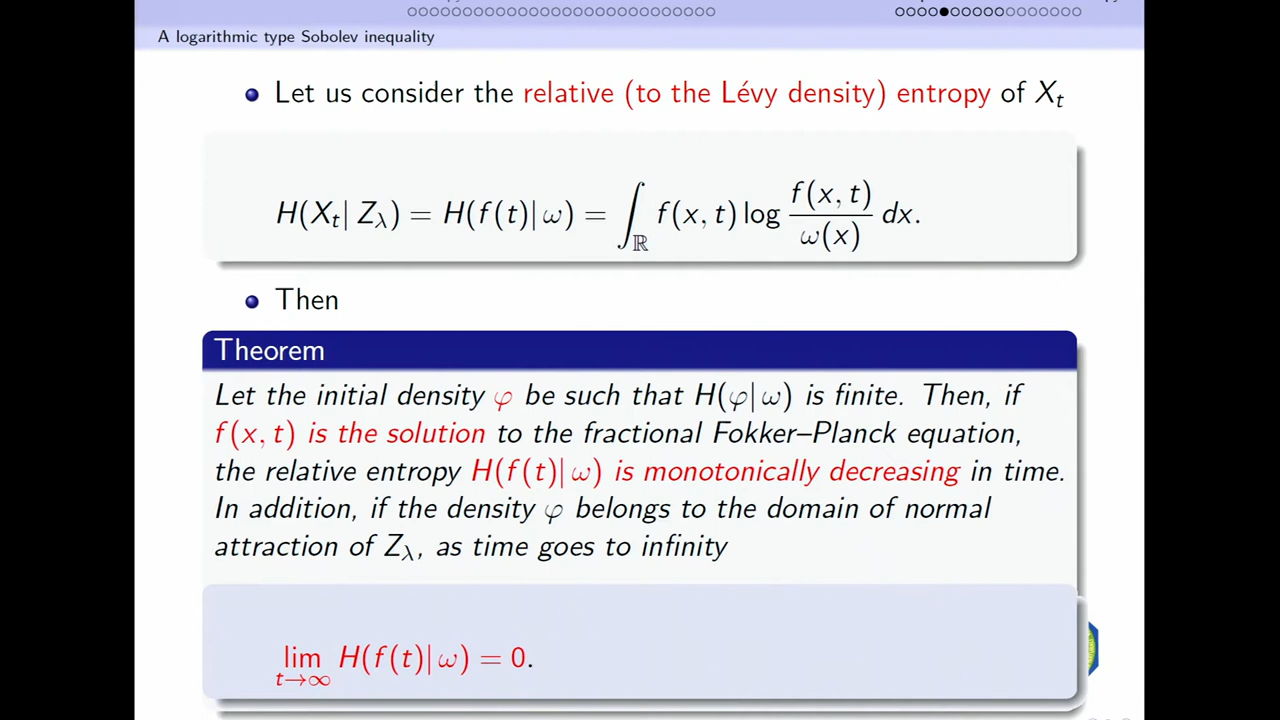 A logarithmic type Sobolev inequality
Let us consider the relative (to the Lévy density) entropy of X_t
H(X_t| Z_λ) = H(f(t)| ω) = ∫_ℝ f(x, t) log f(x, t)/ω(x) dx.
Then
Theorem
Let the initial density φ be such that H(φ| ω) is finite. Then, if
f(x, t) is the solution to the fractional Fokker–Planck equation,
the relative entropy H(f(t)| ω) is monotonically decreasing in time.
In addition, if the density φ belongs to the domain of normal
attraction of Z_λ, as time goes to infinity
lim_{t→∞} H(f(t)| ω) = 0.